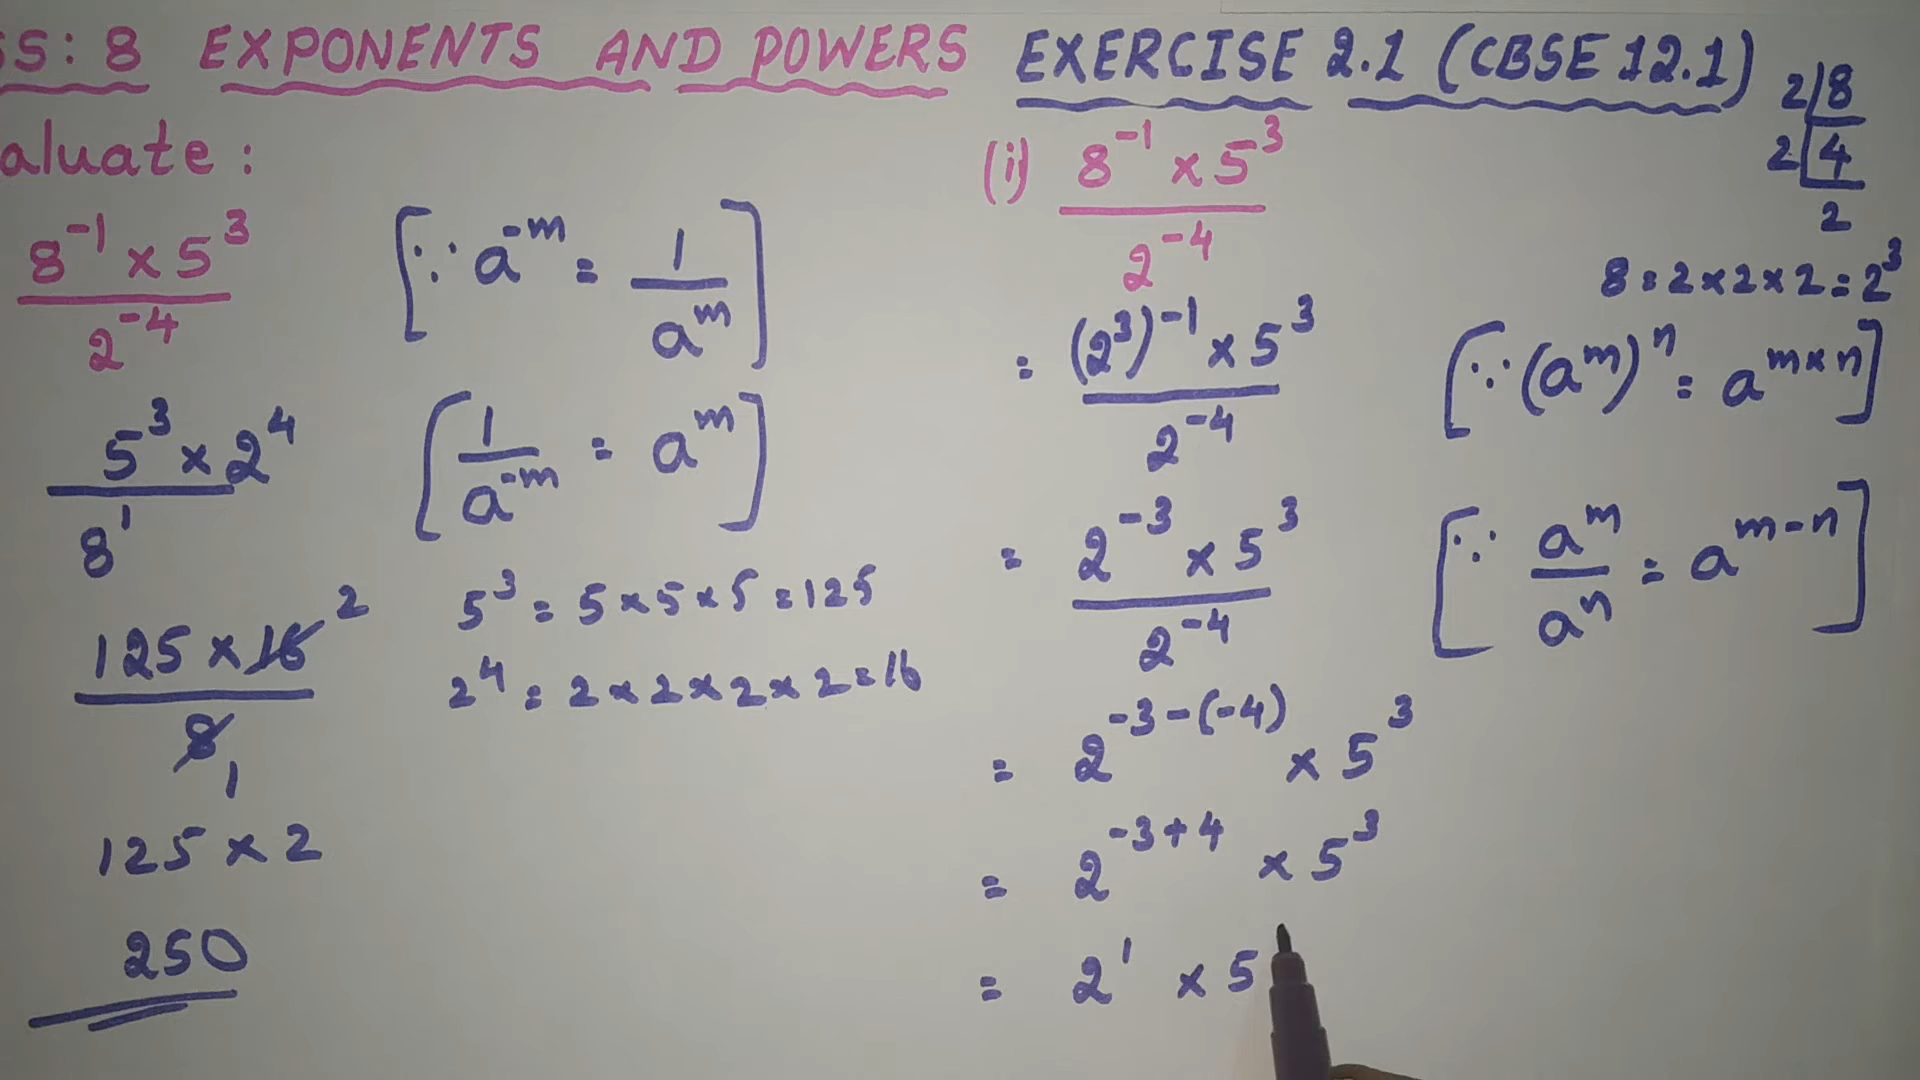 SS: 8 EXPONENTS AND POWERS EXERCISE 2.1 (CBSE 12.1)
aluate :
8⁻¹ × 5³
2⁻⁴
[∵ a⁻ᵐ = 1/aᵐ]
5³ × 2⁴
8¹
[1/a⁻ᵐ = aᵐ]
125 × 16 2
8 1
5³ = 5 × 5 × 5 = 125
2⁴ = 2 × 2 × 2 × 2 = 16
125 × 2
250
(i) 8⁻¹ × 5³
2⁻⁴
= (2³)⁻¹ × 5³
2⁻⁴
= 2⁻³ × 5³
2⁻⁴
= 2⁻³⁻⁽⁻⁴⁾ × 5³
= 2⁻³⁺⁴ × 5³
= 2¹ × 5
2 | 8
2 | 4
2
8 = 2 × 2 × 2 = 2³
[∵ (aᵐ)ⁿ = aᵐˣⁿ]
[∵ aᵐ/aⁿ = aᵐ⁻ⁿ]